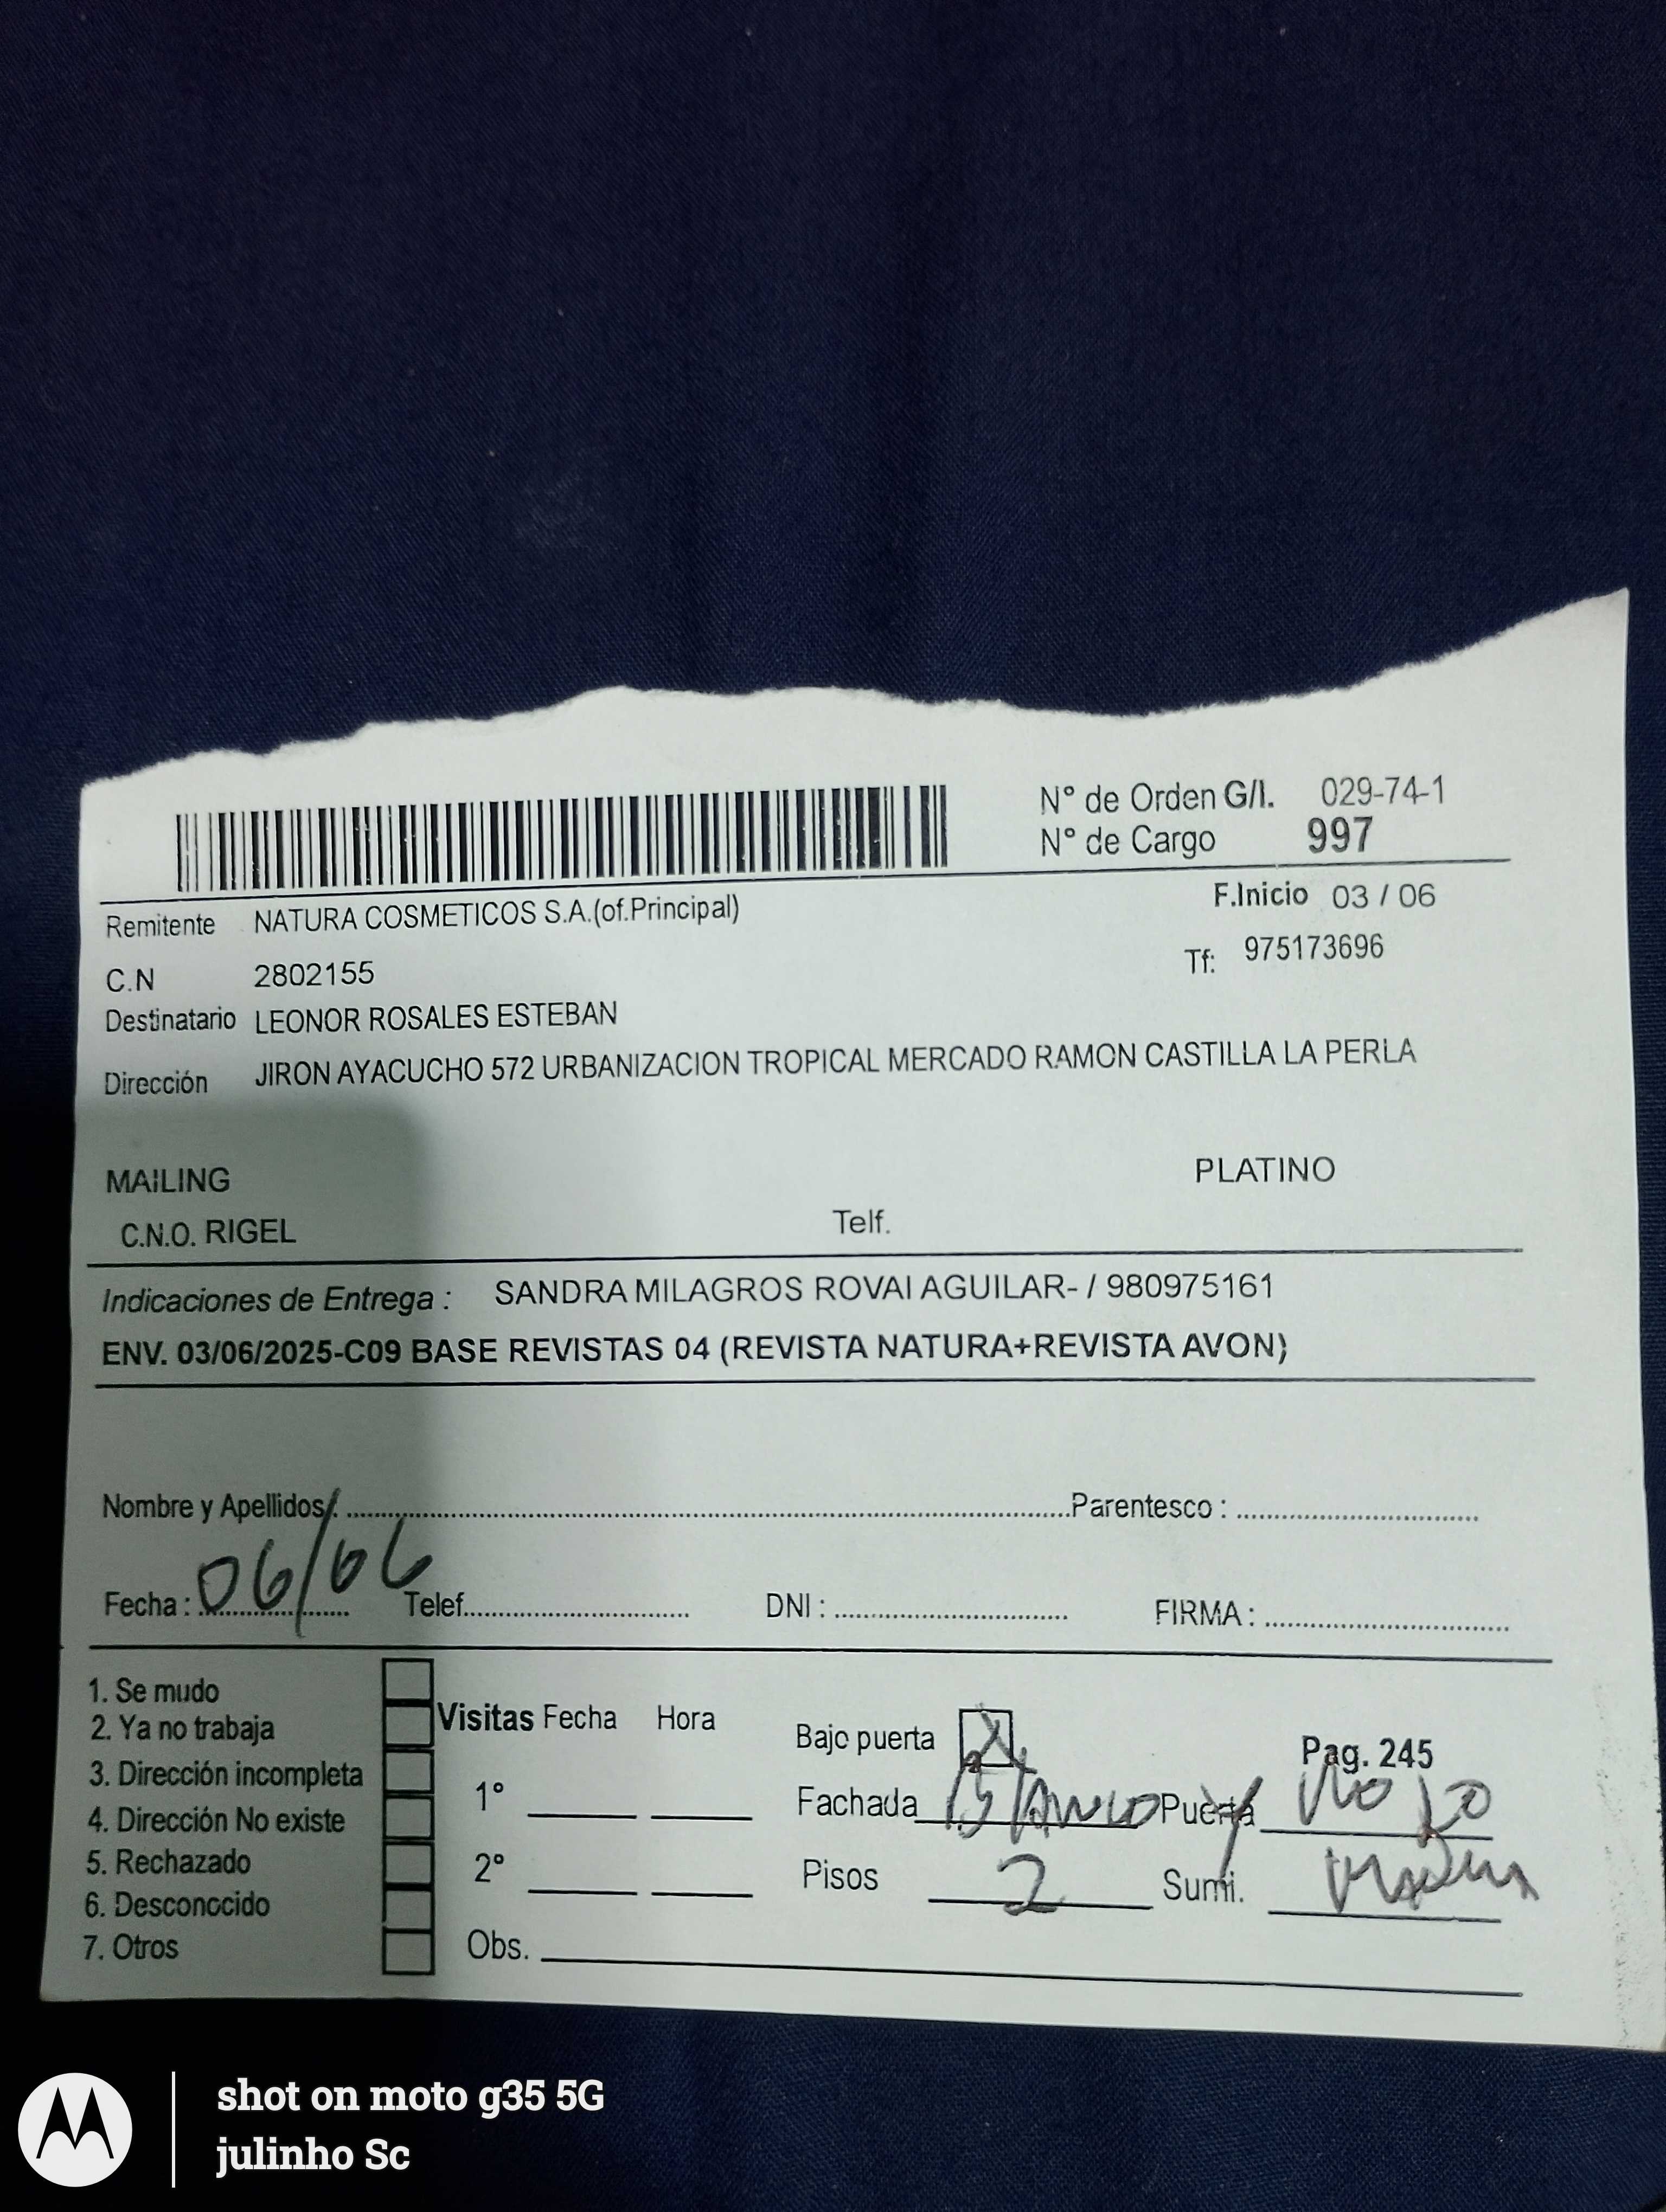 N° de Orden G/I. 029-74-1
N° de Cargo 997
Remitente NATURA COSMETICOS S.A.(of.Principal)
F.Inicio 03 / 06
C.N 2802155
Tf: 975173696
Destinatario LEONOR ROSALES ESTEBAN
Dirección JIRON AYACUCHO 572 URBANIZACION TROPICAL MERCADO RAMON CASTILLA LA PERLA
MAILING PLATINO
C.N.O. RIGEL Telf.
Indicaciones de Entrega : SANDRA MILAGROS ROVAI AGUILAR- / 980975161
ENV. 03/06/2025-C09 BASE REVISTAS 04 (REVISTA NATURA+REVISTA AVON)
Nombre y Apellidos: Parentesco :
Fecha : 06/06 Telef. DNI : FIRMA :
1. Se mudo
2. Ya no trabaja
3. Dirección incompleta
4. Dirección No existe
5. Rechazado
6. Desconocido
7. Otros
Visitas Fecha Hora
1°
2°
Obs.
Bajo puerta X
Pag. 245
Fachada Blanco y Rojo Puerta
Pisos 2 Sumi.
shot on moto g35 5G
julinho Sc